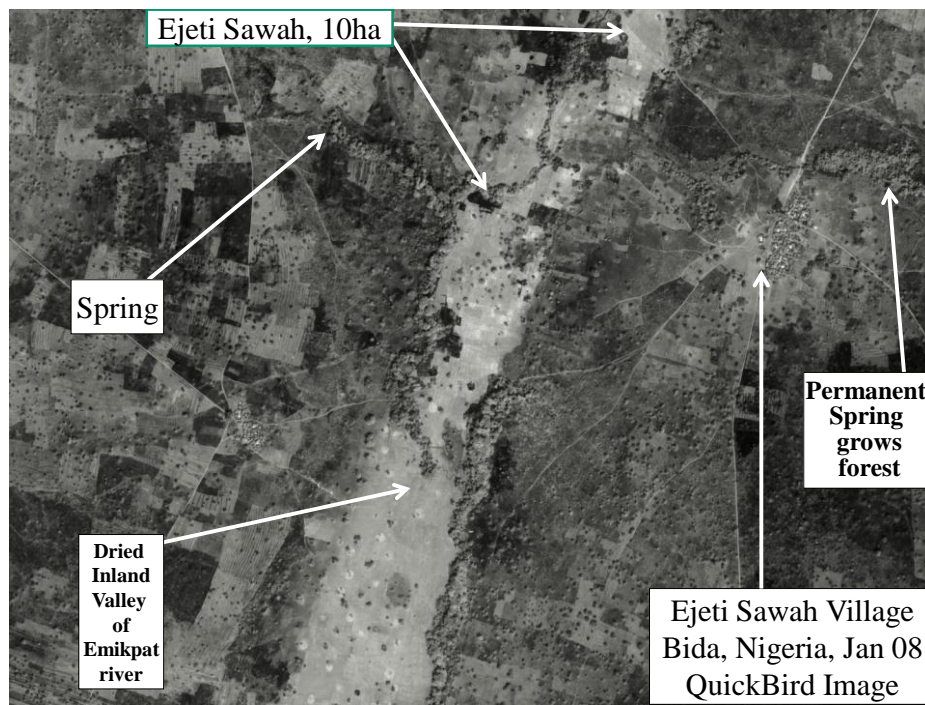 Ejeti Sawah, 10ha
Spring
Permanent
Spring
grows
forest
Dried
Inland
Valley
of
Emikpat
river
Ejeti Sawah Village
Bida, Nigeria, Jan 08
QuickBird Image